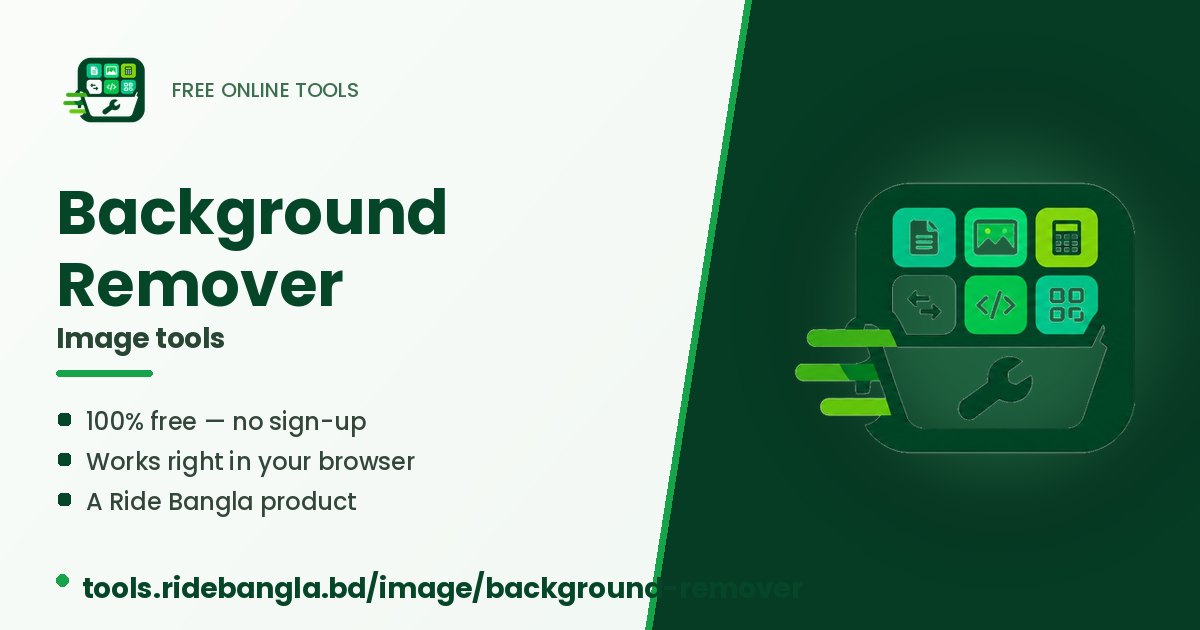 FREE ONLINE TOOLS
Background
Remover
Image tools
100% free — no sign-up
Works right in your browser
A Ride Bangla product
tools.ridebangla.bd/image/background-remover